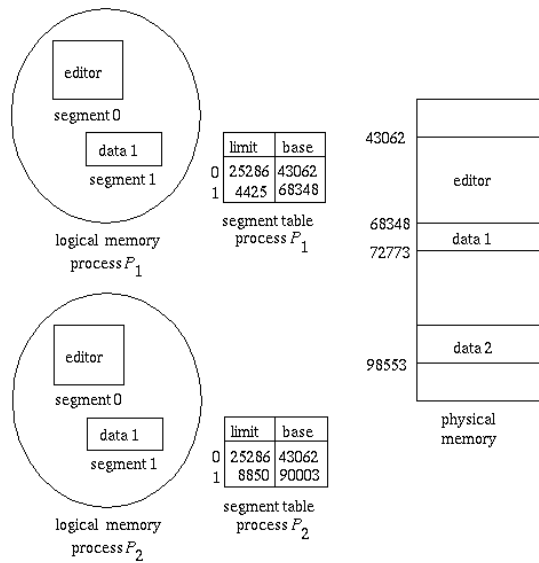 editor
segment 0
data 1
segment 1
logical memory
process P1
limit base
0 25286 43062
1 4425 68348
segment table
process P1
43062
editor
68348
data 1
72773
data 2
98553
physical
memory
editor
segment 0
data 1
segment 1
logical memory
process P2
limit base
0 25286 43062
1 8850 90003
segment table
process P2